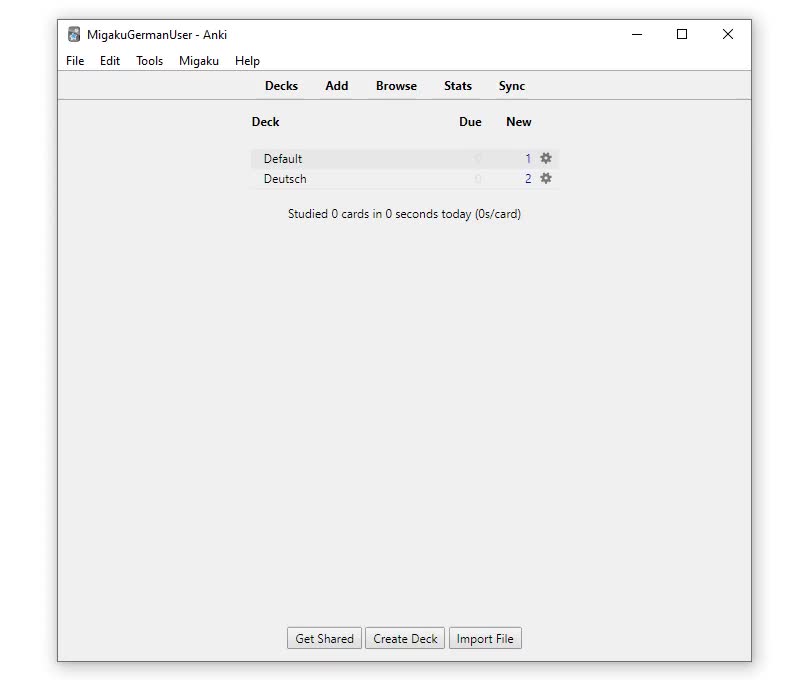 MigakuGermanUser - Anki
File Edit Tools Migaku Help
Decks Add Browse Stats Sync
Deck Due New
Default 0 1
Deutsch 0 2
Studied 0 cards in 0 seconds today (0s/card)
Get Shared Create Deck Import File